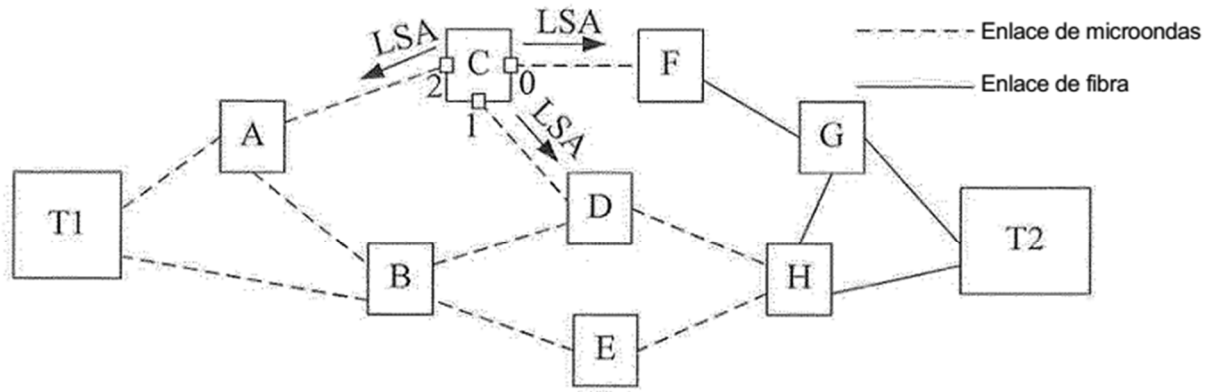 LSA
LSA
C
F
Enlace de microondas
2
0
1
Enlace de fibra
LSA
A
G
T1
D
T2
B
H
E